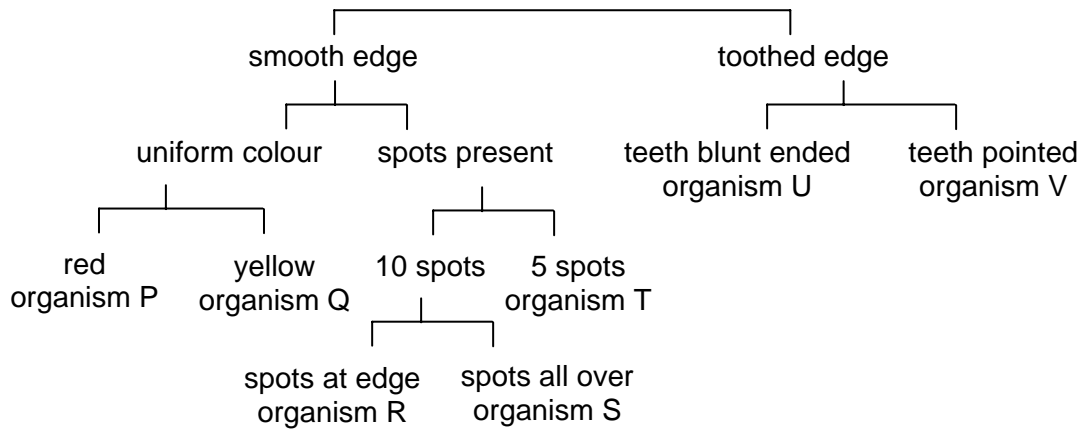 smooth edge
toothed edge
uniform colour
spots present
teeth blunt ended
organism U
teeth pointed
organism V
red
organism P
yellow
organism Q
10 spots
5 spots
organism T
spots at edge
organism R
spots all over
organism S